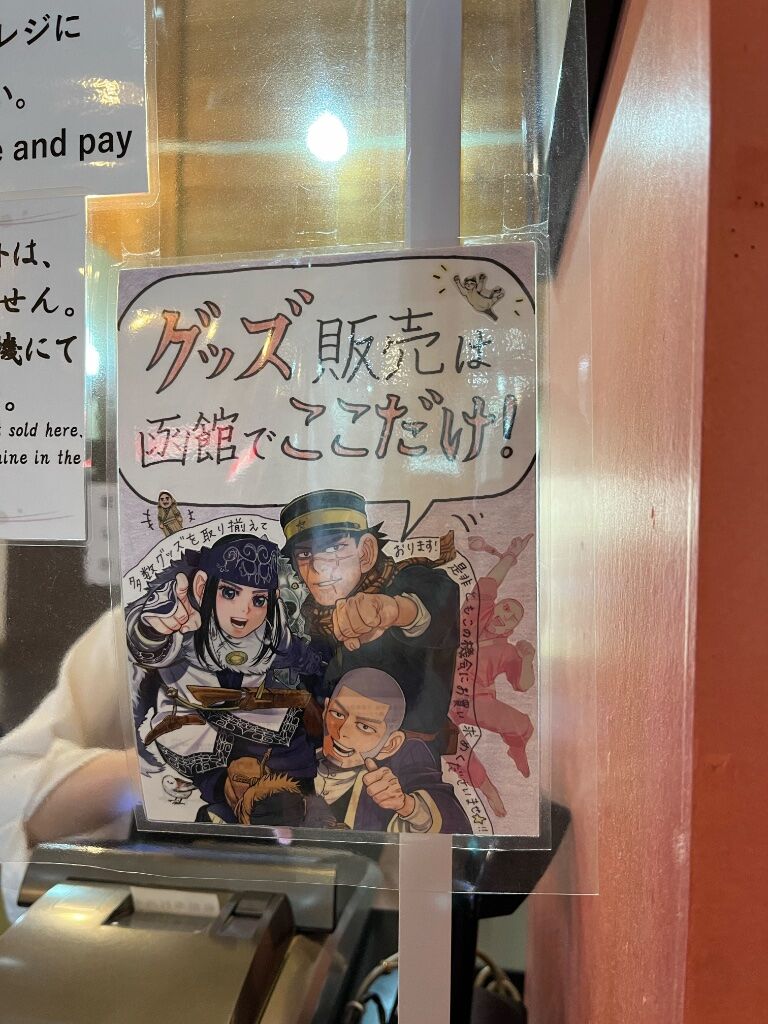 レジに
い。
e and pay
トは、
せん。
機にて
。
t sold here.
hine in the
グッズ販売は
函館でここだけ！
多数グッズを取り揃えて
おります！
是非ともこの機会にお買い求めくださいませ☆!!